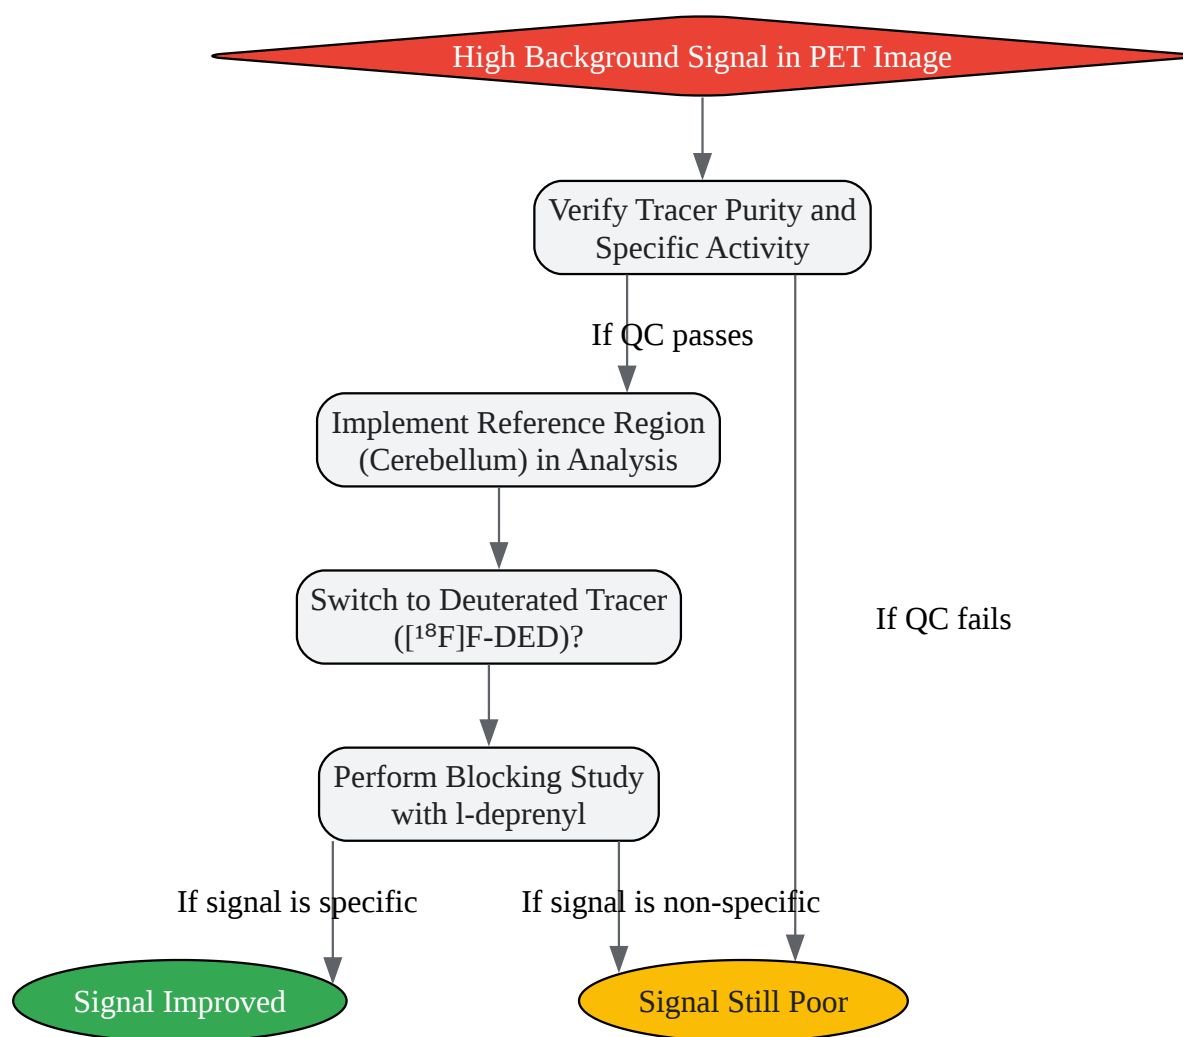 High Background Signal in PET Image
Verify Tracer Purity and
Specific Activity
If QC passes
Implement Reference Region
(Cerebellum) in Analysis
Switch to Deuterated Tracer
([¹⁸F]F-DED)?
If QC fails
Perform Blocking Study
with l-deprenyl
If signal is specific
If signal is non-specific
Signal Improved
Signal Still Poor